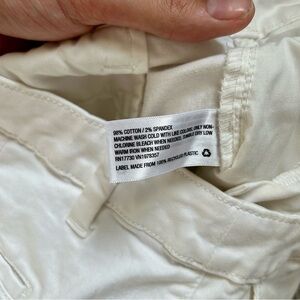 98% COTTON / 2% SPANDEX
MACHINE WASH COLD WITH LIKE COLORS, ONLY NON-
CHLORINE BLEACH WHEN NEEDED, TUMBLE DRY LOW
WARM IRON WHEN NEEDED
RN17730 VN1978357
LABEL MADE FROM 100% RECYCLED PLASTIC